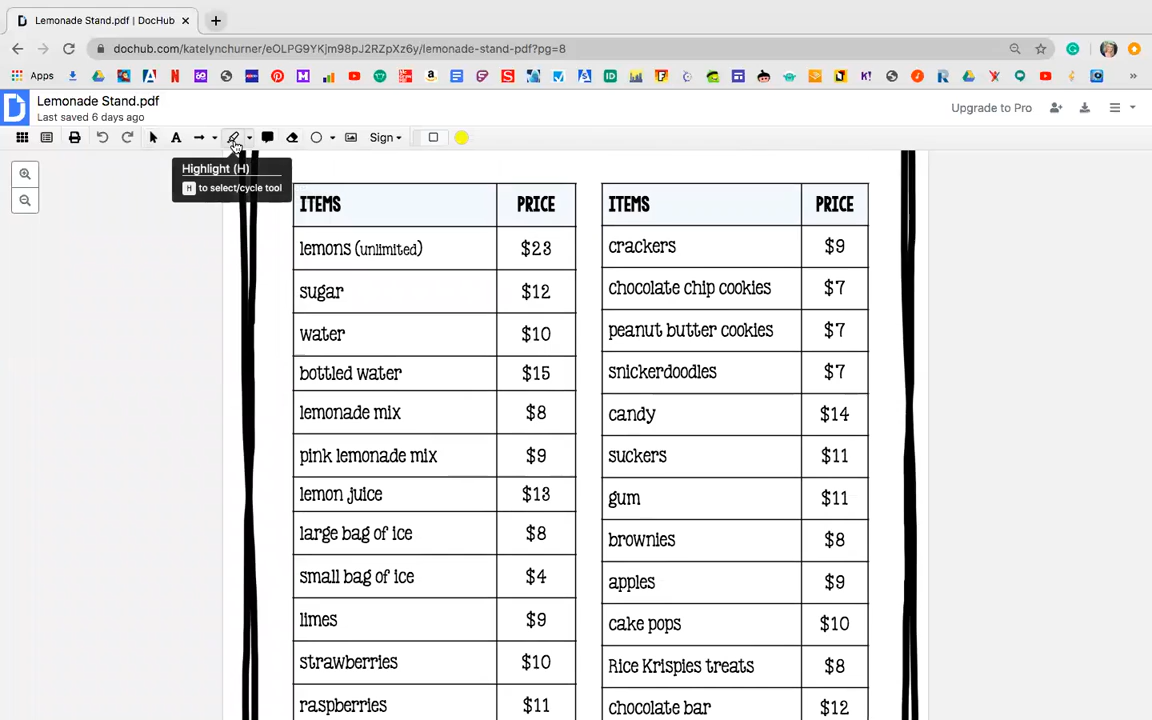 Lemonade Stand.pdf | DocHub
dochub.com/katelynchurner/eOLPG9YKjm98pJ2RZpXz6y/lemonade-stand-pdf?pg=8
Apps
Lemonade Stand.pdf
Last saved 6 days ago
Upgrade to Pro
A
Sign
Highlight (H)
H to select/cycle tool
ITEMS PRICE
lemons (unlimited) $23
sugar $12
water $10
bottled water $15
lemonade mix $8
pink lemonade mix $9
lemon juice $13
large bag of ice $8
small bag of ice $4
limes $9
strawberries $10
raspberries $11
ITEMS PRICE
crackers $9
chocolate chip cookies $7
peanut butter cookies $7
snickerdoodles $7
candy $14
suckers $11
gum $11
brownies $8
apples $9
cake pops $10
Rice Krispies treats $8
chocolate bar $12